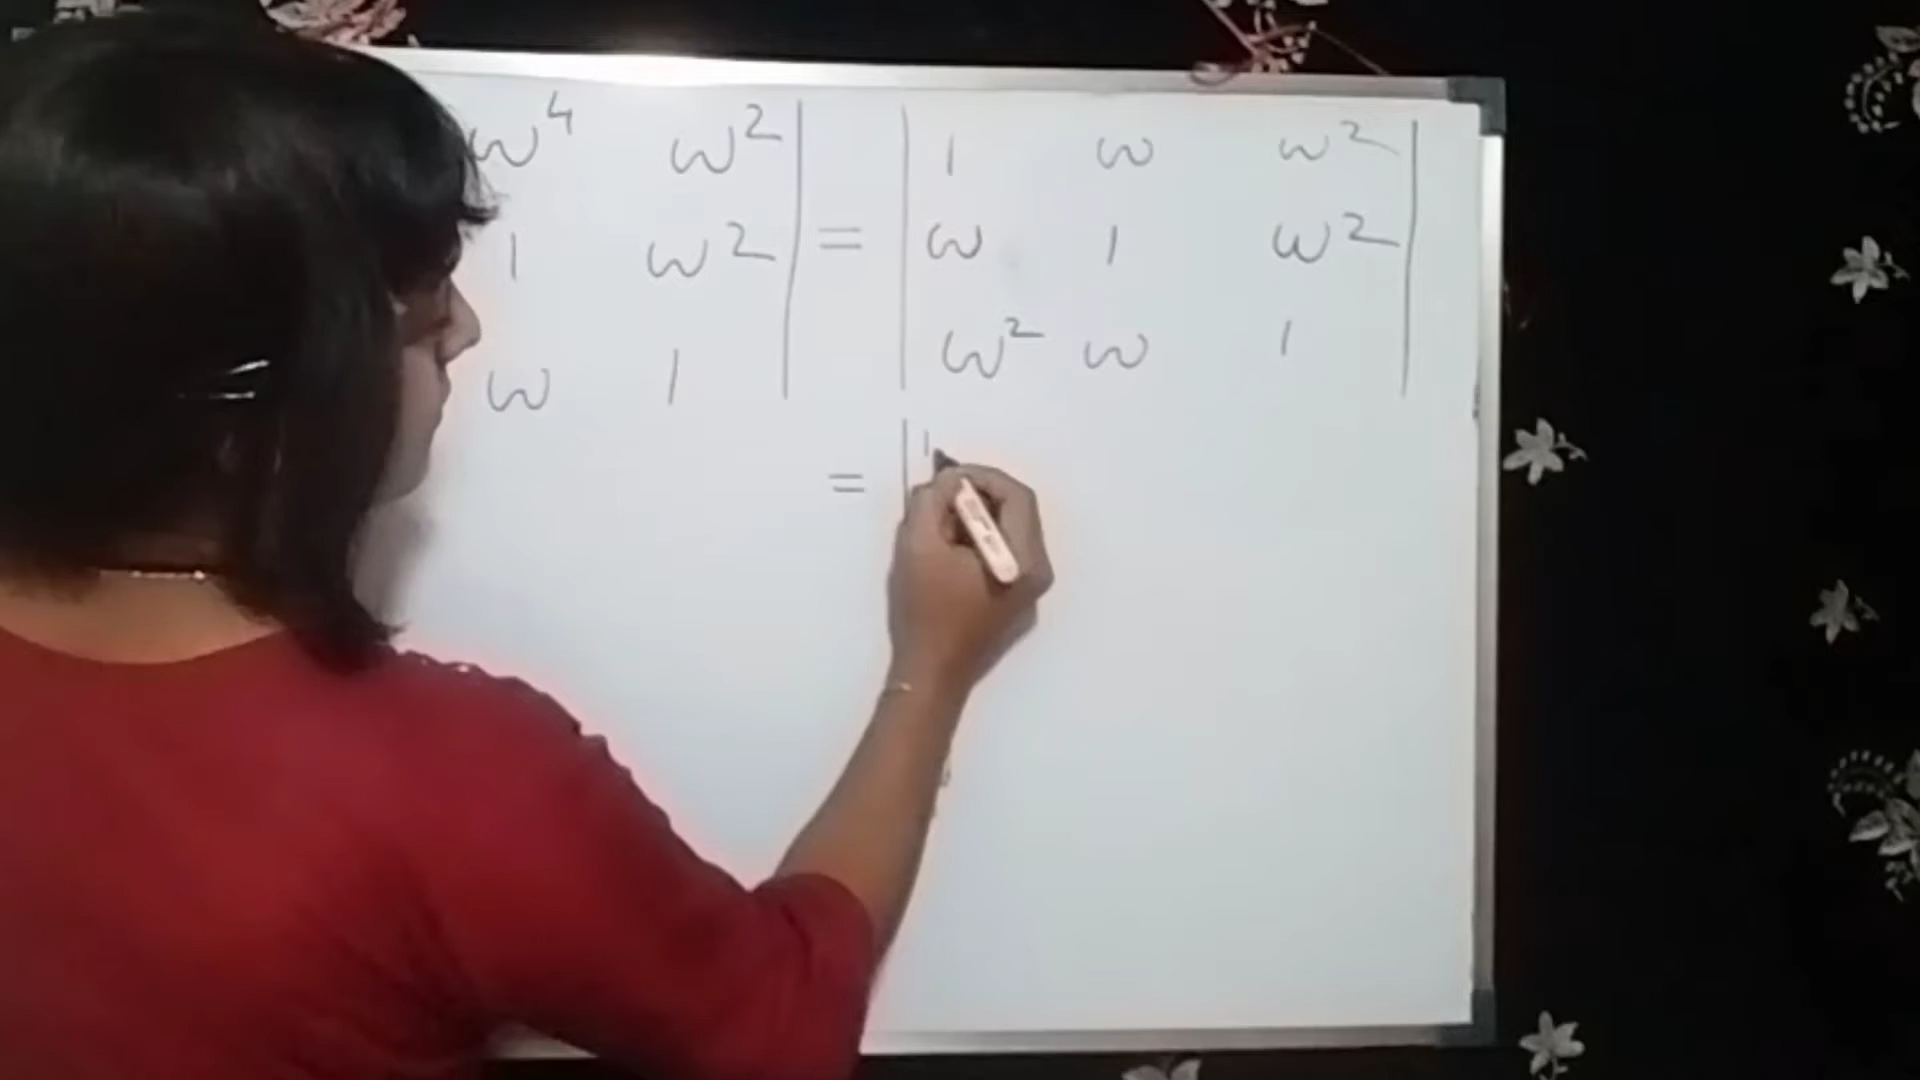 ω⁴ ω² | = | 1 ω ω² |
1 ω² | = | ω 1 ω² |
ω 1 | | ω² ω 1 |
= | 1